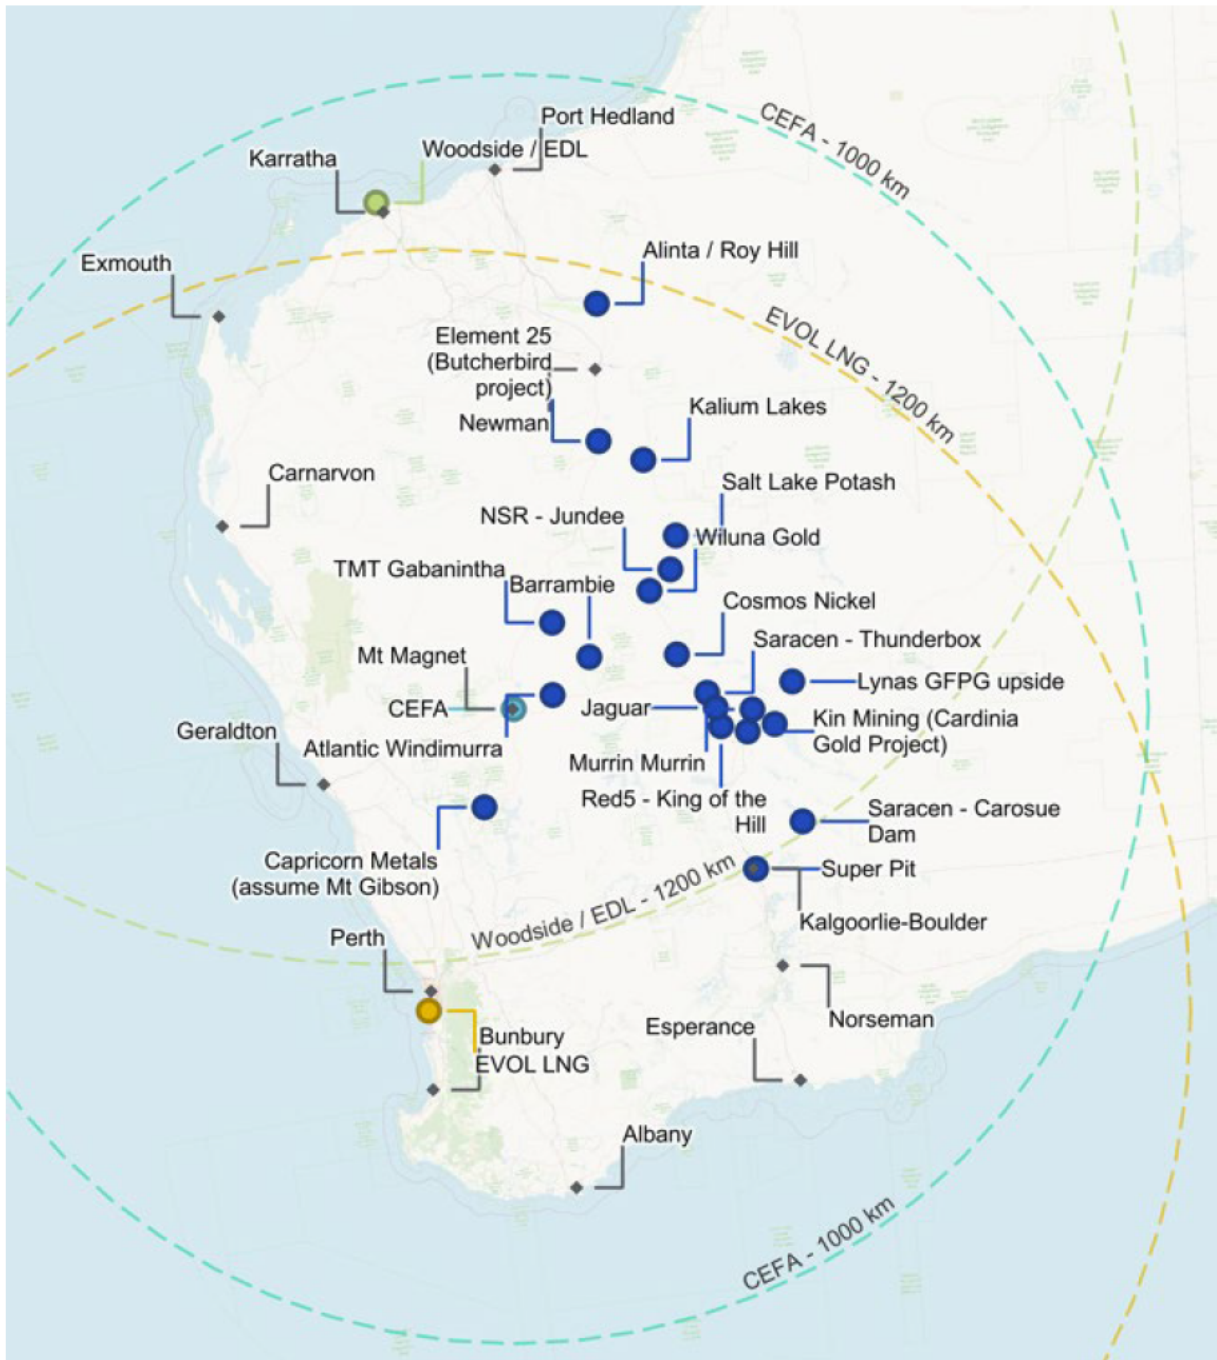 Port Hedland
Woodside / EDL
Karratha
CEFA - 1000 km
Alinta / Roy Hill
Exmouth
EVOL LNG - 1200 km
Element 25
(Butcherbird
project)
Newman
Kalium Lakes
Carnarvon
Salt Lake Potash
NSR - Jundee
Wiluna Gold
TMT Gabanintha
Barrambie
Cosmos Nickel
Saracen - Thunderbox
Mt Magnet
Lynas GFPG upside
CEFA
Jaguar
Kin Mining (Cardinia
Gold Project)
Geraldton
Atlantic Windimurra
Murrin Murrin
Red5 - King of the
Hill
Saracen - Carosue
Dam
Capricorn Metals
(assume Mt Gibson)
Super Pit
Woodside / EDL - 1200 km
Kalgoorlie-Boulder
Perth
Norseman
Esperance
Bunbury
EVOL LNG
Albany
CEFA - 1000 km